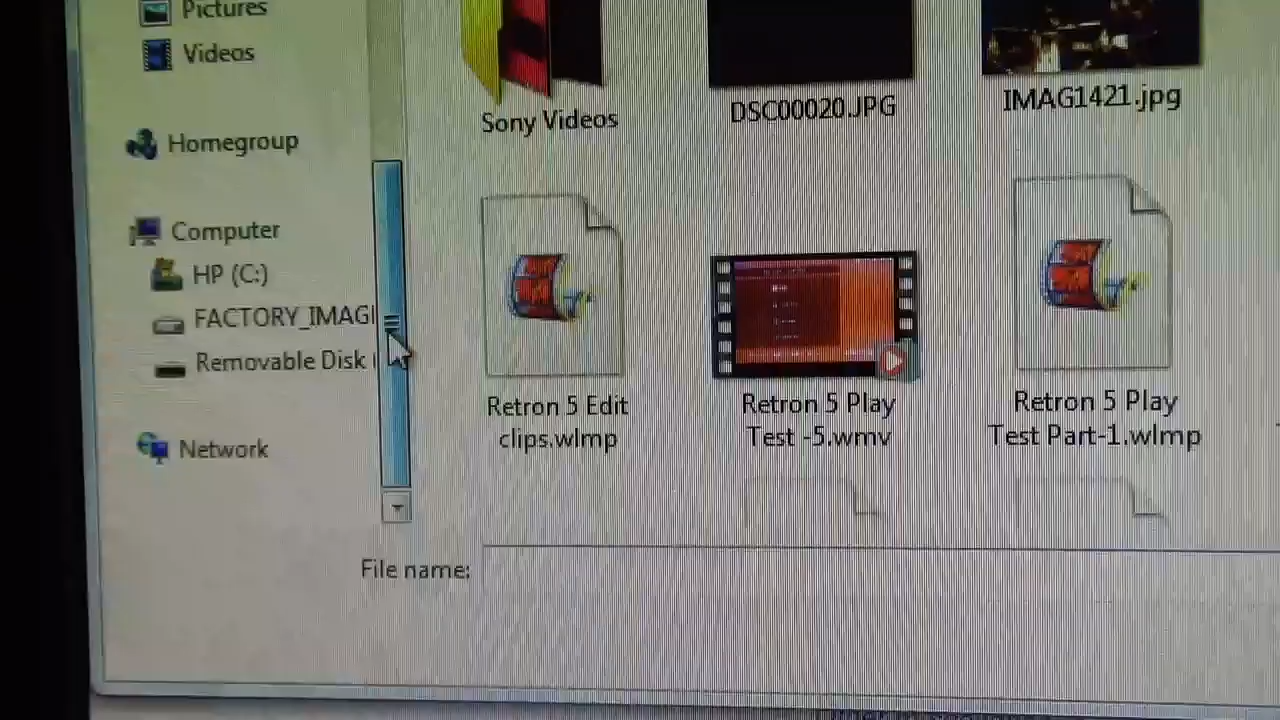 Pictures
Videos
Homegroup
Computer
HP (C:)
FACTORY_IMAGI
Removable Disk
Network
Sony Videos
DSC00020.JPG
IMAG1421.jpg
Retron 5 Edit
clips.wlmp
Retron 5 Play
Test -5.wmv
Retron 5 Play
Test Part-1.wlmp
File name: